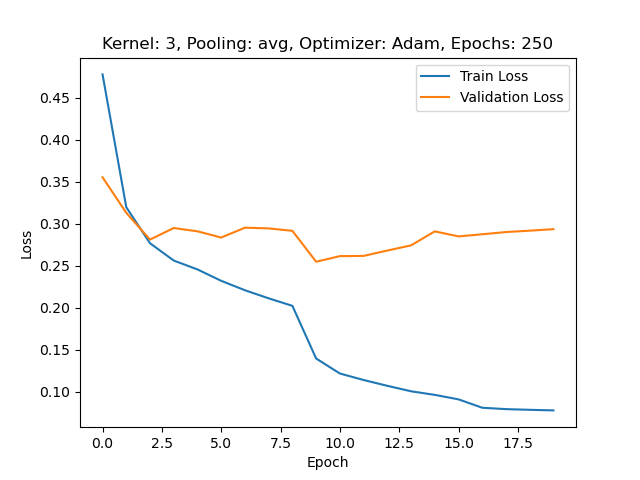 Kernel: 3, Pooling: avg, Optimizer: Adam, Epochs: 250
Train Loss
Validation Loss
0.45
0.40
0.35
0.30
0.25
0.20
0.15
0.10
Loss
0.0 2.5 5.0 7.5 10.0 12.5 15.0 17.5
Epoch